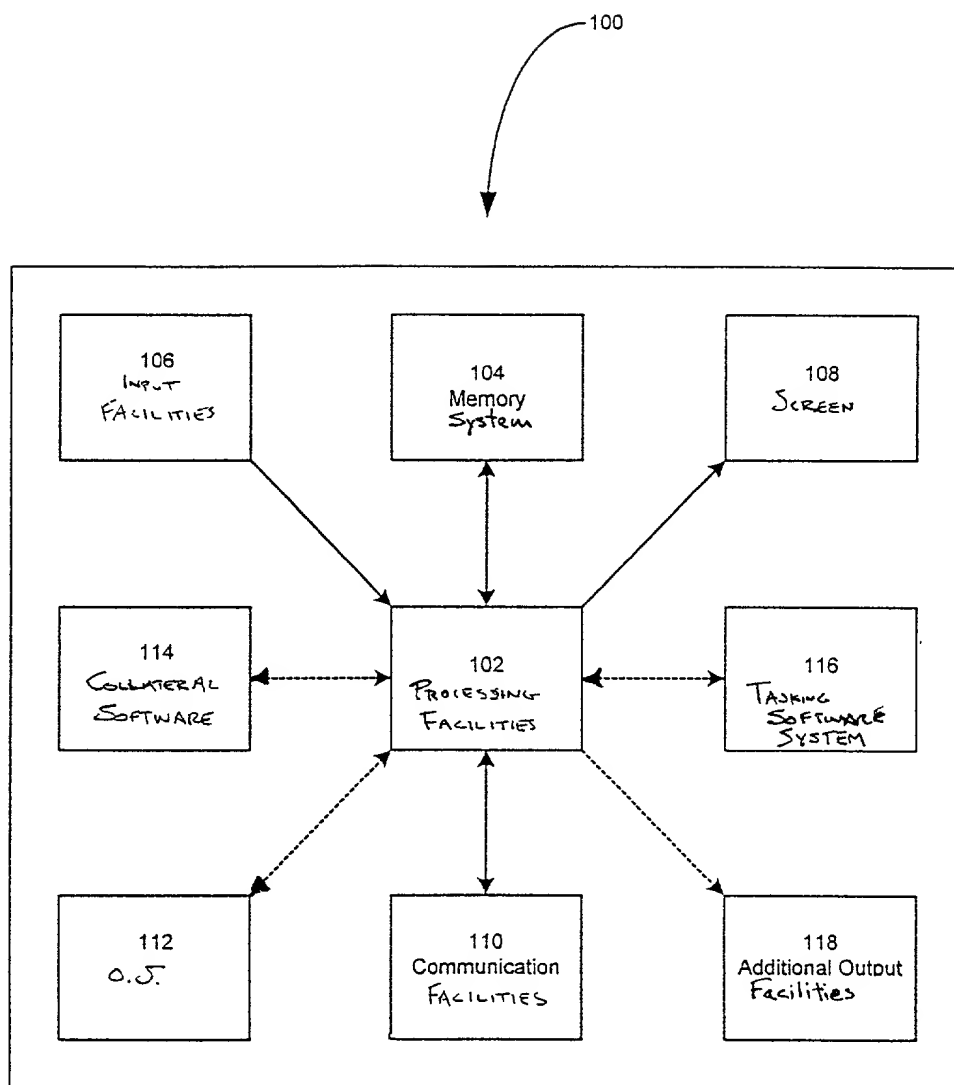 100
106
INPUT
FACILITIES
104
Memory
System
108
SCREEN
114
COLLATERAL
SOFTWARE
102
PROCESSING
FACILITIES
116
TASKING
SOFTWARE
SYSTEM
112
O.S.
110
Communication
FACILITIES
118
Additional Output
Facilities